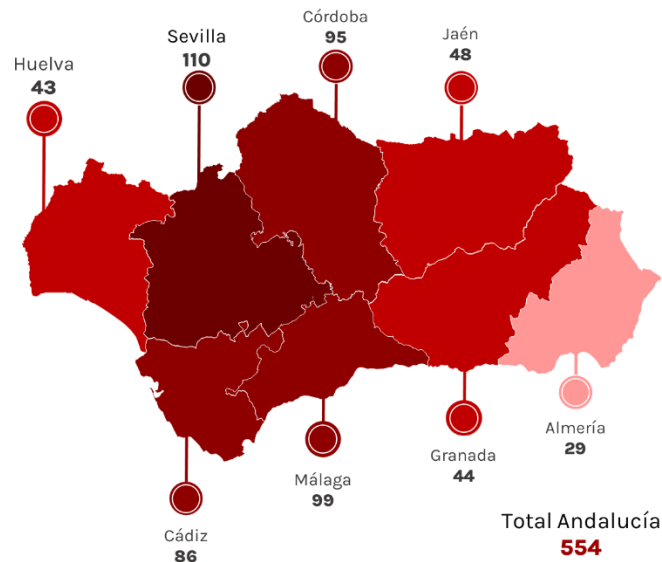 Córdoba
95
Sevilla
110
Jaén
48
Huelva
43
Almería
29
Granada
44
Málaga
99
Cádiz
86
Total Andalucía
554